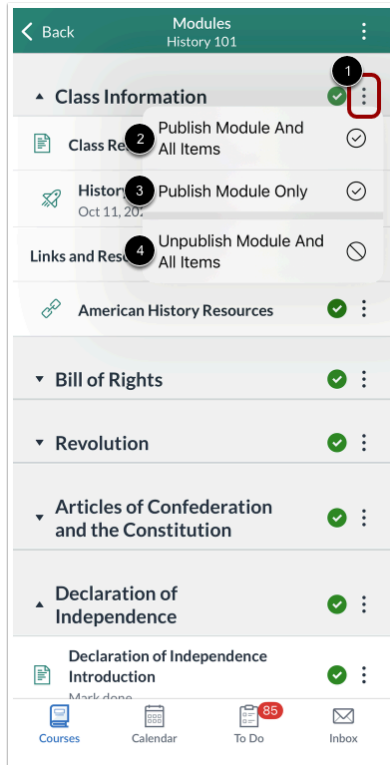 Back
Modules
History 101
1
Class Information
2
Publish Module And
All Items
Class Re
3
Publish Module Only
History
Oct 11, 202
4
Unpublish Module And
All Items
Links and Reso
American History Resources
Bill of Rights
Revolution
Articles of Confederation
and the Constitution
Declaration of
Independence
Declaration of Independence
Introduction
Mark done
85
Courses
Calendar
To Do
Inbox